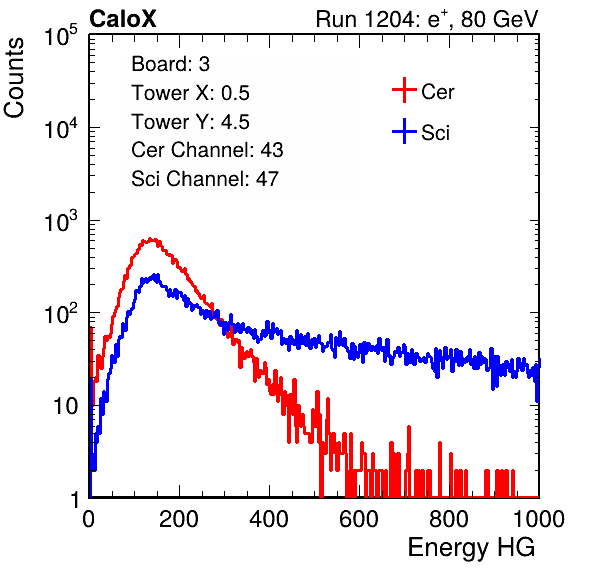 CaloX Run 1204: e⁺, 80 GeV
Counts
Board: 3
Tower X: 0.5
Tower Y: 4.5
Cer Channel: 43
Sci Channel: 47
Cer
Sci
10⁵
10⁴
10³
10²
10
1
0 200 400 600 800 1000
Energy HG